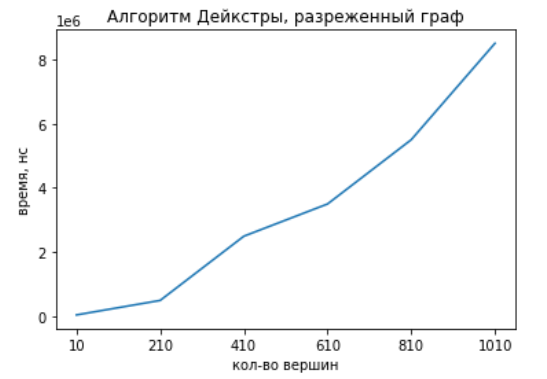 Алгоритм Дейкстры, разреженный граф
1e6
8
6
4
2
0
время, нс
10 210 410 610 810 1010
кол-во вершин